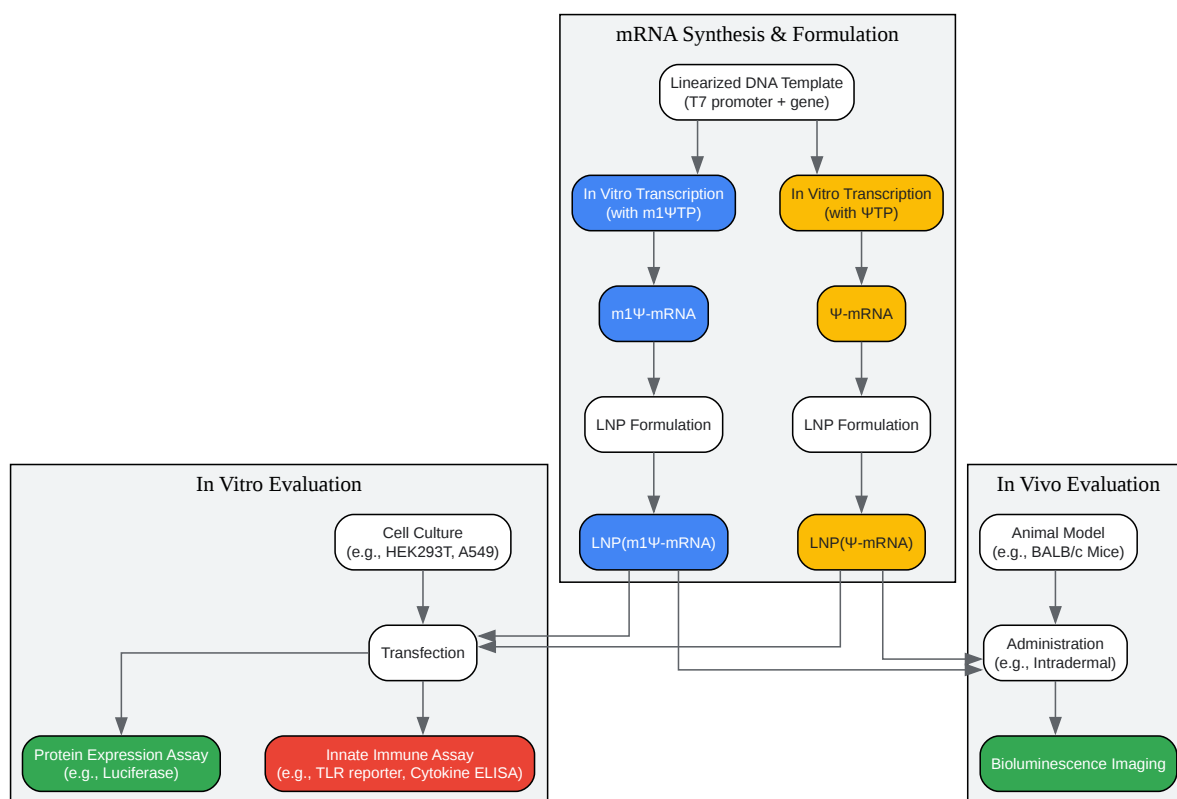 mRNA Synthesis & Formulation
Linearized DNA Template
(T7 promoter + gene)
In Vitro Transcription
(with m1ΨTP)
In Vitro Transcription
(with ΨTP)
m1Ψ-mRNA
Ψ-mRNA
LNP Formulation
LNP Formulation
LNP(m1Ψ-mRNA)
LNP(Ψ-mRNA)
In Vitro Evaluation
Cell Culture
(e.g., HEK293T, A549)
Transfection
Protein Expression Assay
(e.g., Luciferase)
Innate Immune Assay
(e.g., TLR reporter, Cytokine ELISA)
In Vivo Evaluation
Animal Model
(e.g., BALB/c Mice)
Administration
(e.g., Intradermal)
Bioluminescence Imaging